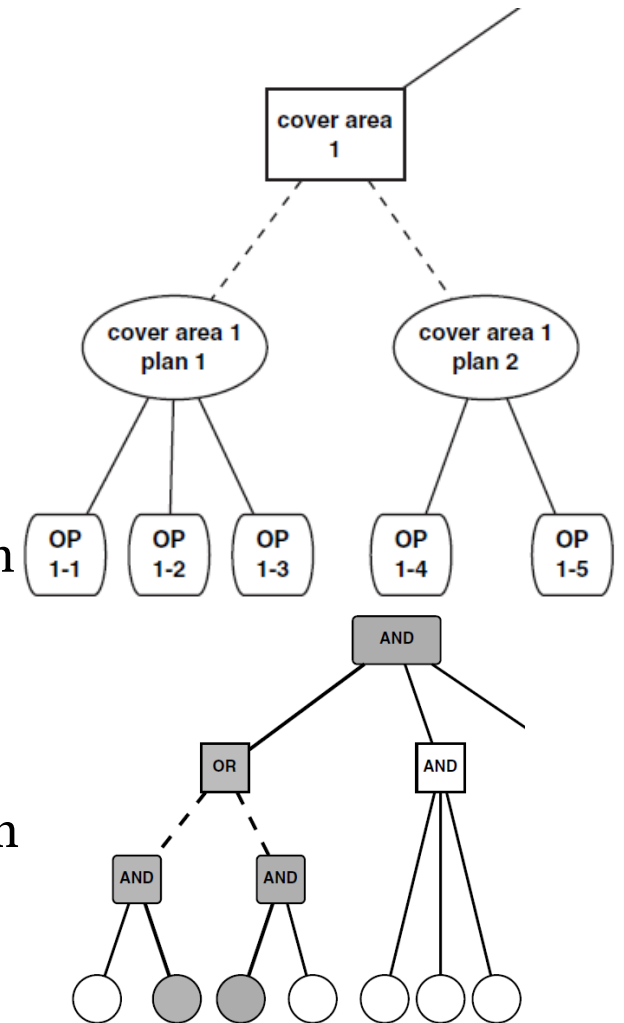 cover area
1
cover area 1
plan 1
cover area 1
plan 2
n
OP
1-1
OP
1-2
OP
1-3
OP
1-4
OP
1-5
AND
OR
AND
n
AND
AND